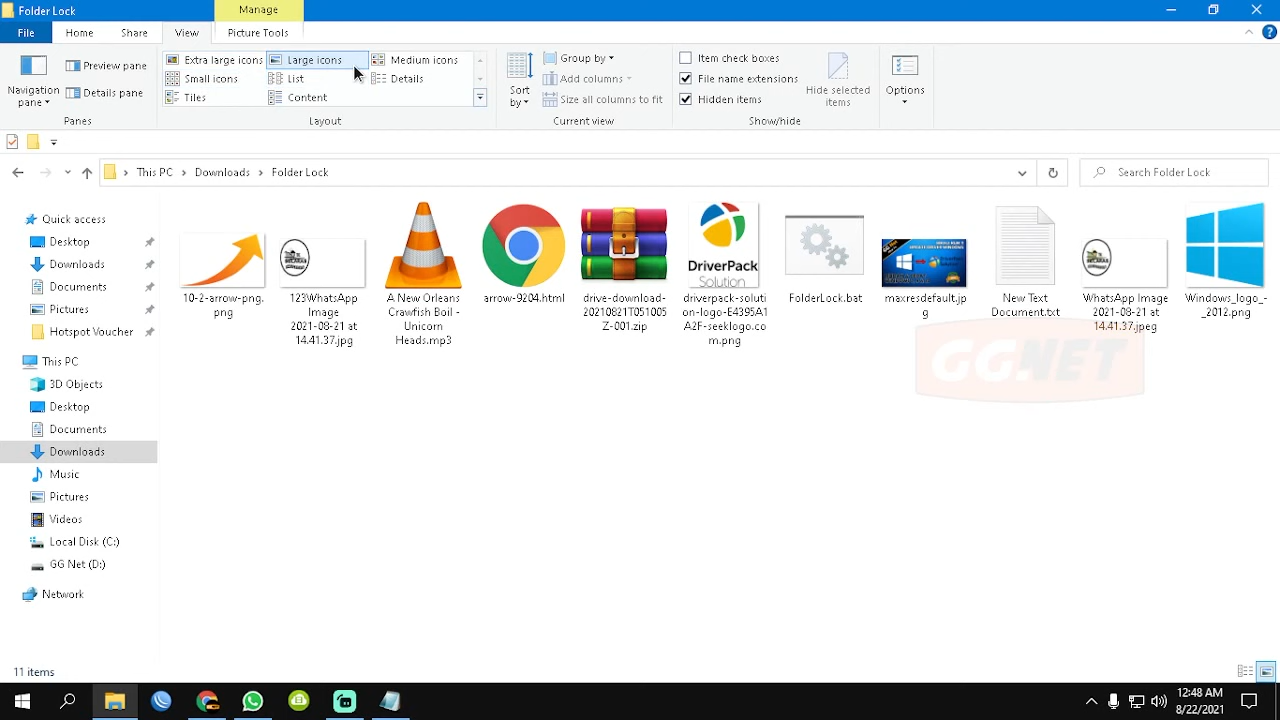 Folder Lock
Manage
File
Home
Share
View
Picture Tools
Navigation
pane
Preview pane
Details pane
Panes
Extra large icons
Large icons
Medium icons
Small icons
List
Details
Tiles
Content
Layout
Sort
by
Group by
Add columns
Size all columns to fit
Current view
Item check boxes
File name extensions
Hidden items
Hide selected
items
Show/hide
Options
This PC > Downloads > Folder Lock
Search Folder Lock
Quick access
Desktop
Downloads
Documents
Pictures
Hotspot Voucher
This PC
3D Objects
Desktop
Documents
Downloads
Music
Pictures
Videos
Local Disk (C:)
GG Net (D:)
Network
10-2-arrow-png.
png
123WhatsApp
Image
2021-08-21 at
14.41.37.jpg
A New Orleans
Crawfish Boil -
Unicorn
Heads.mp3
arrow-9204.html
drive-download-
20210821T051005
Z-001.zip
DriverPack
Solution
driverpack-soluti
on-logo-E4395A1
A2F-seeklogo.co
m.png
FolderLock.bat
maxresdefault.jp
g
New Text
Document.txt
WhatsApp Image
2021-08-21 at
14.41.37.jpeg
Windows_logo_-
_2012.png
GG.NET
11 items
12:48 AM
8/22/2021